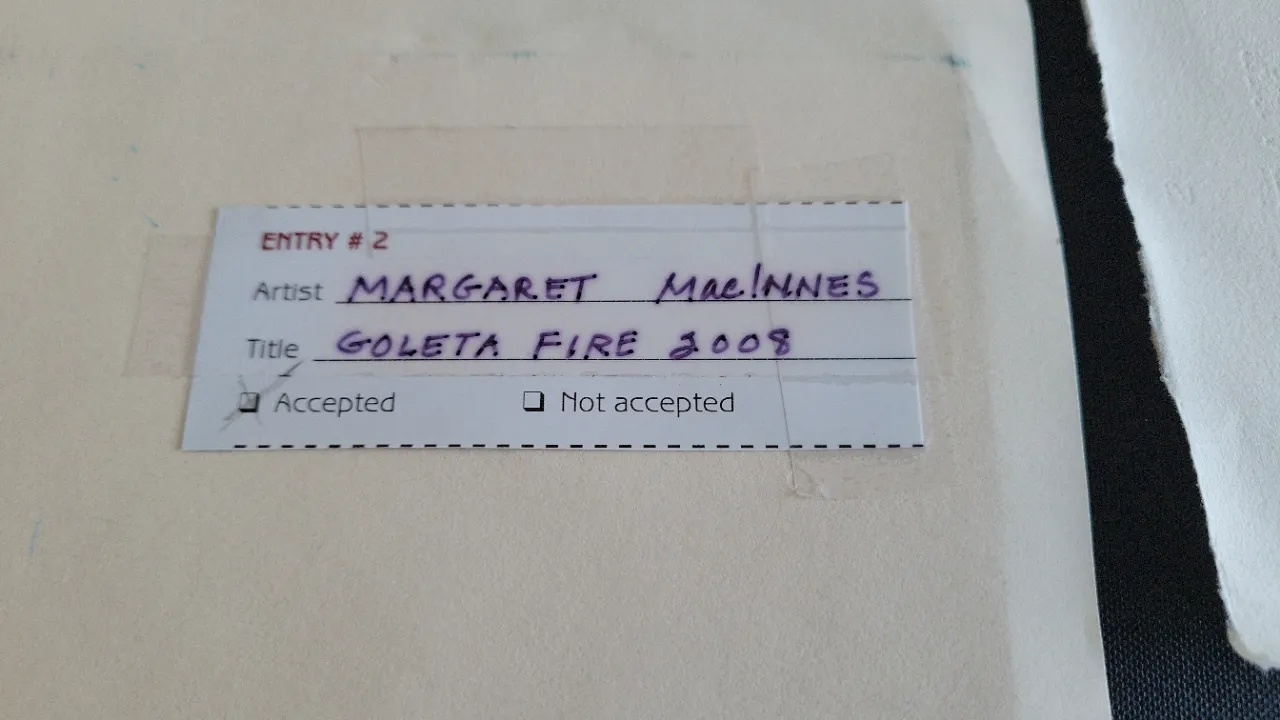 ENTRY # 2
Artist MARGARET MacINNES
Title GOLETA FIRE 2008
Accepted Not accepted